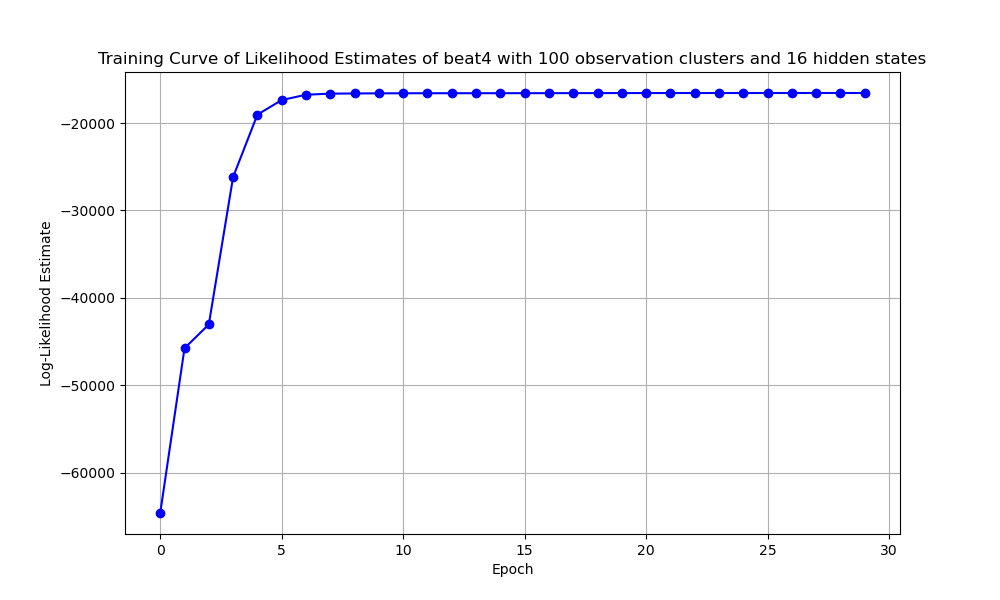 Training Curve of Likelihood Estimates of beat4 with 100 observation clusters and 16 hidden states
Log-Likelihood Estimate
−20000
−30000
−40000
−50000
−60000
0 5 10 15 20 25 30
Epoch